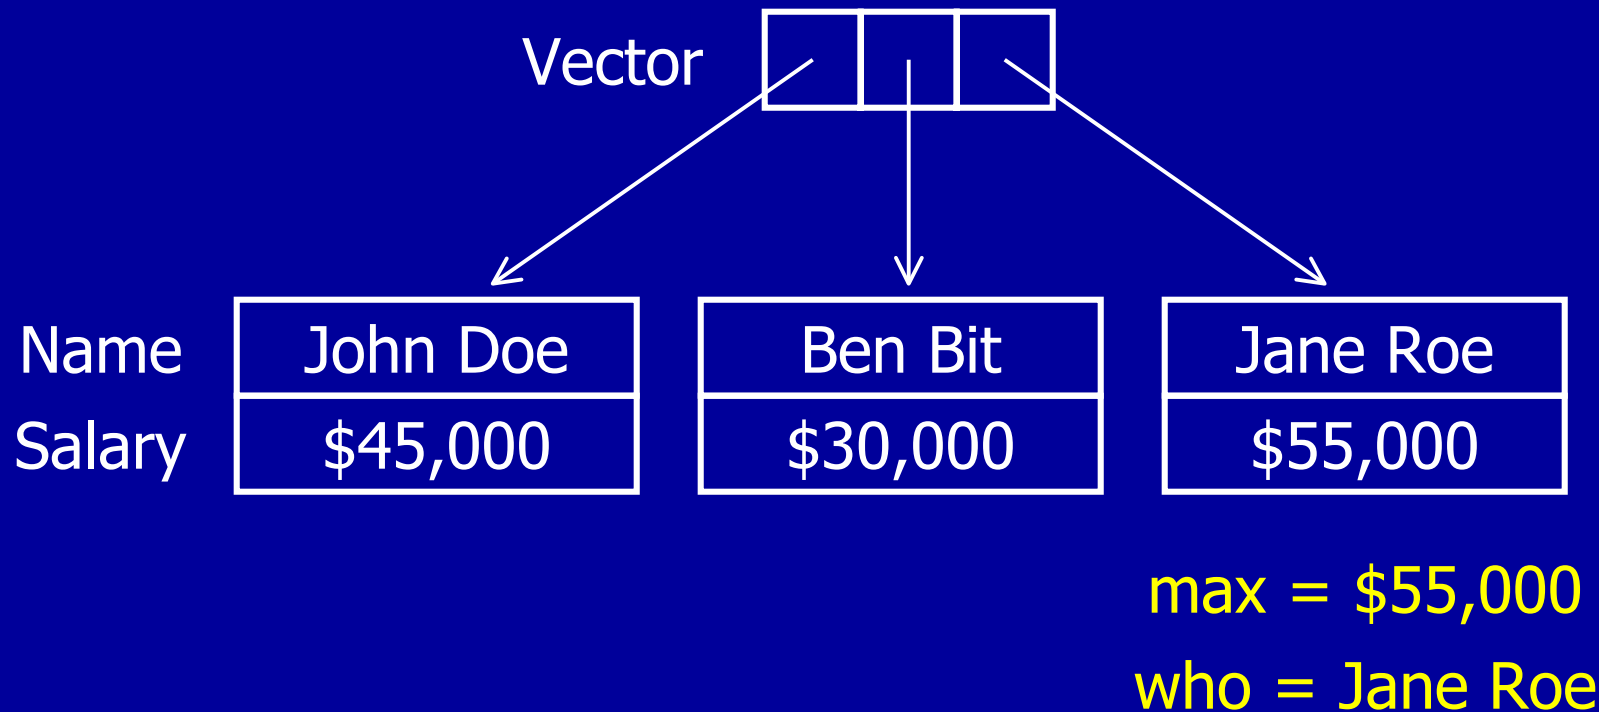 Vector
Name John Doe Ben Bit Jane Roe
Salary $45,000 $30,000 $55,000
max = $55,000
who = Jane Roe